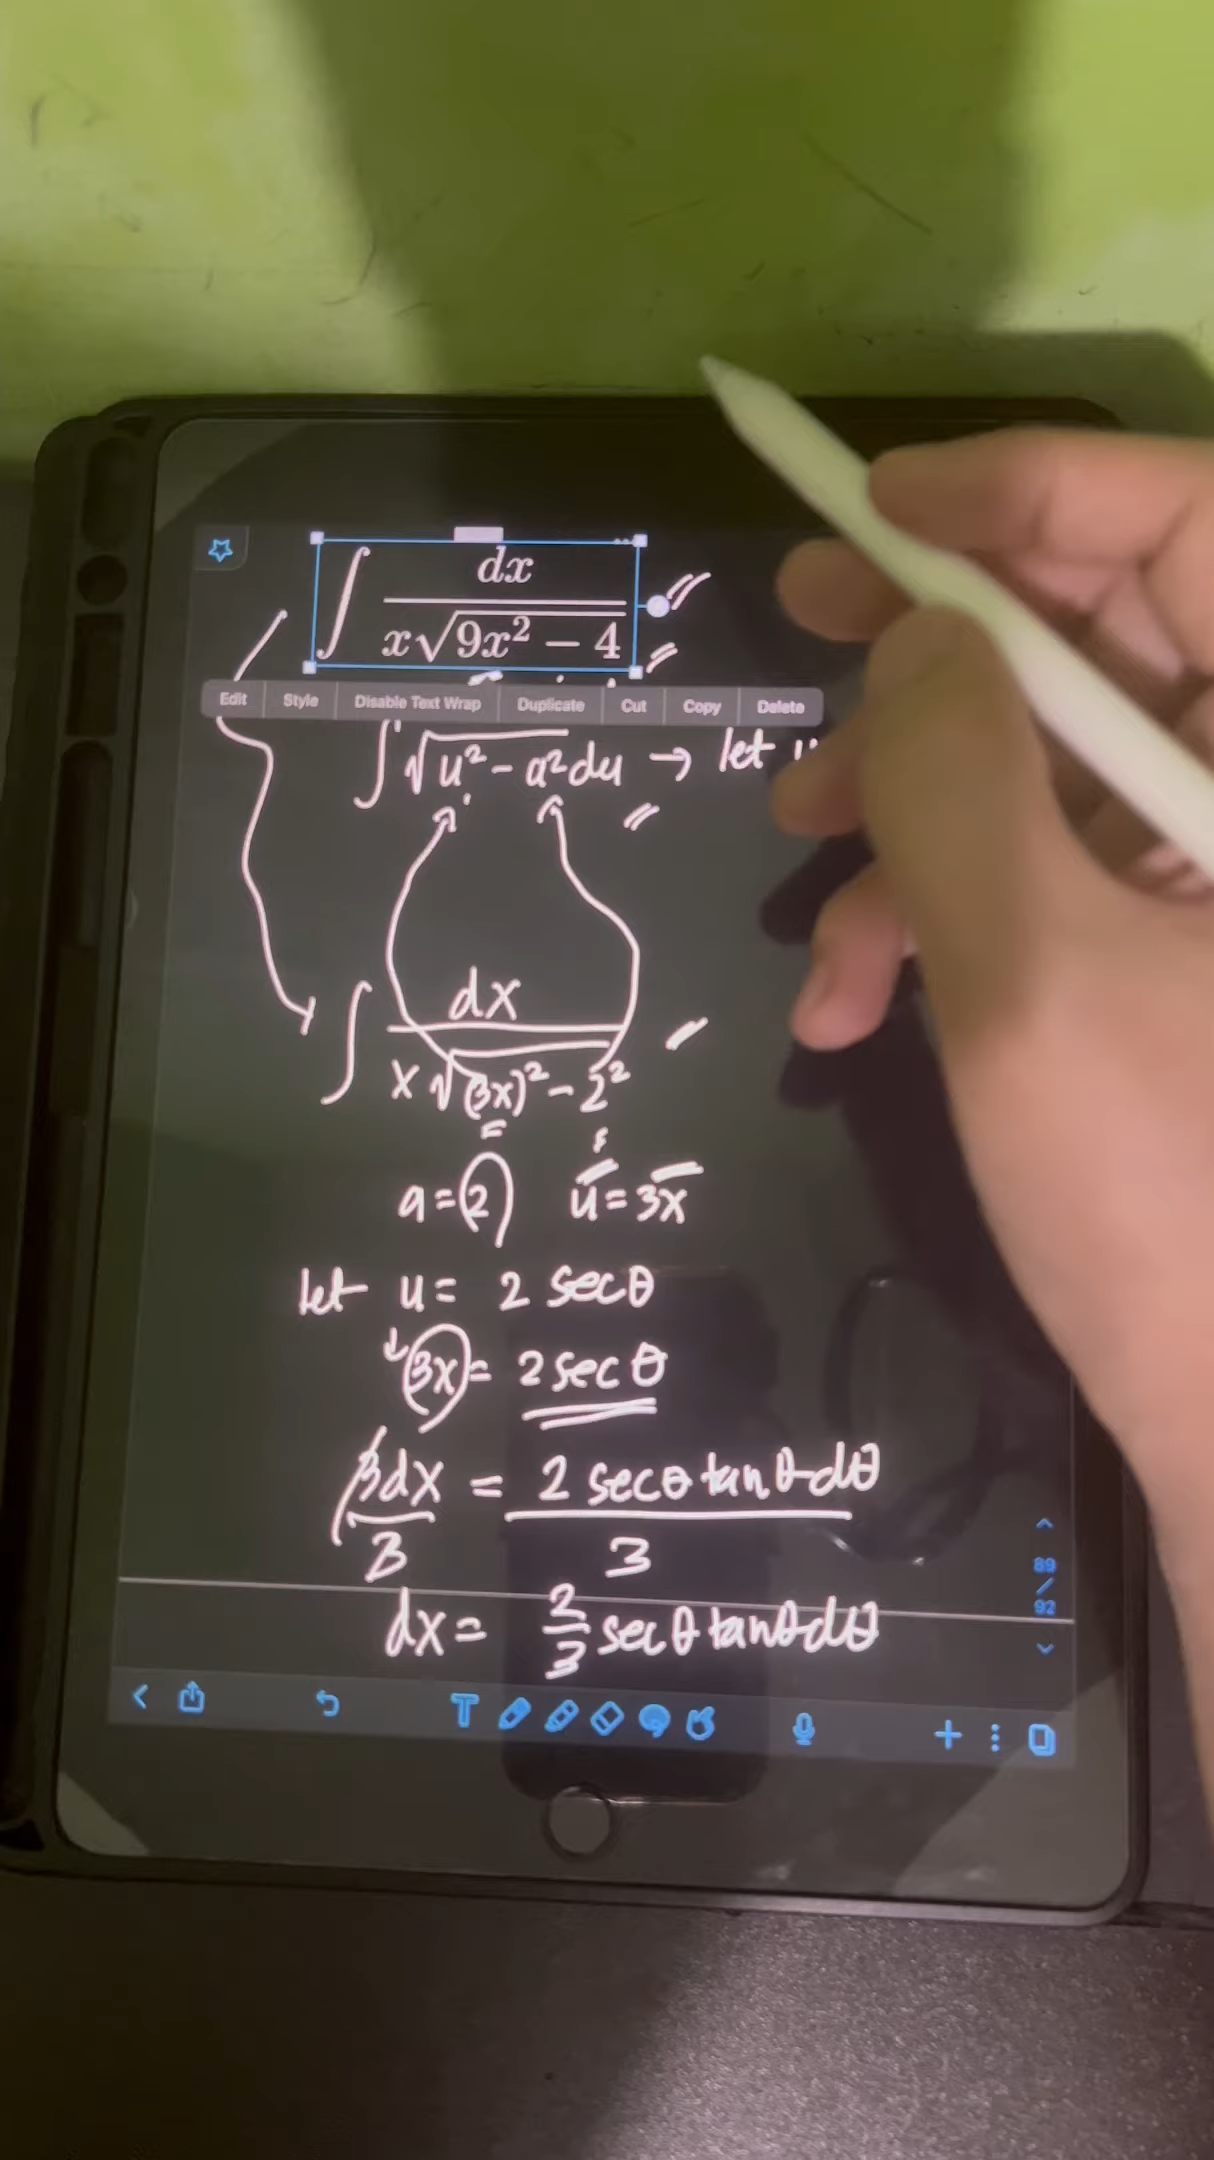 ∫ dx / x√9x² − 4
Edit Style Disable Text Wrap Duplicate Cut Copy Delete
∫ √u² − a² du → let u
∫ dx / x√(3x)² − 2²
a = 2 u = 3x
let u = 2 secθ
3x = 2 sec θ
3dx / 3 = 2 secθ tanθ dθ / 3
89 / 92
dx = 2/3 sec θ tanθ dθ